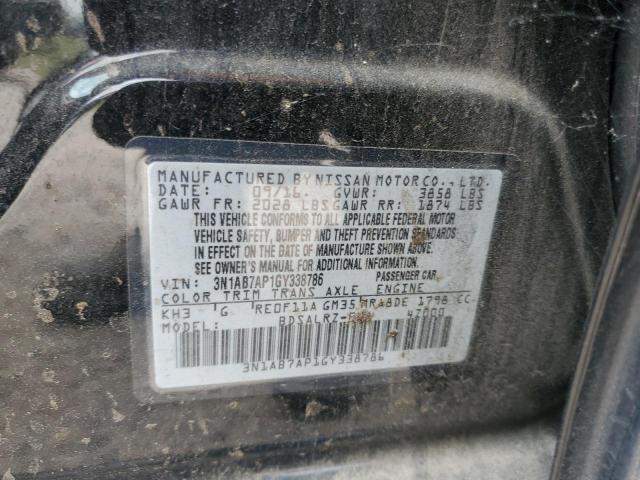 MANUFACTURED BY NISSAN MOTOR CO., LTD.
DATE: 09/16 GVWR: 3858 LBS
GAWR FR: 2028 LBS GAWR RR: 1874 LBS
THIS VEHICLE CONFORMS TO ALL APPLICABLE FEDERAL MOTOR
VEHICLE SAFETY, BUMPER AND THEFT PREVENTION STANDARDS
IN EFFECT ON THE DATE OF MANUFACTURE SHOWN ABOVE.
SEE OWNER'S MANUAL FOR ADDITIONAL INFORMATION.
VIN: 3N1AB7AP1GY338786 PASSENGER CAR
COLOR TRIM TRANS AXLE ENGINE
KH3 G REOF11A GM35 MRA8DE 1798 CC
MODEL: 4Z000
3N1AB7AP1GY338786